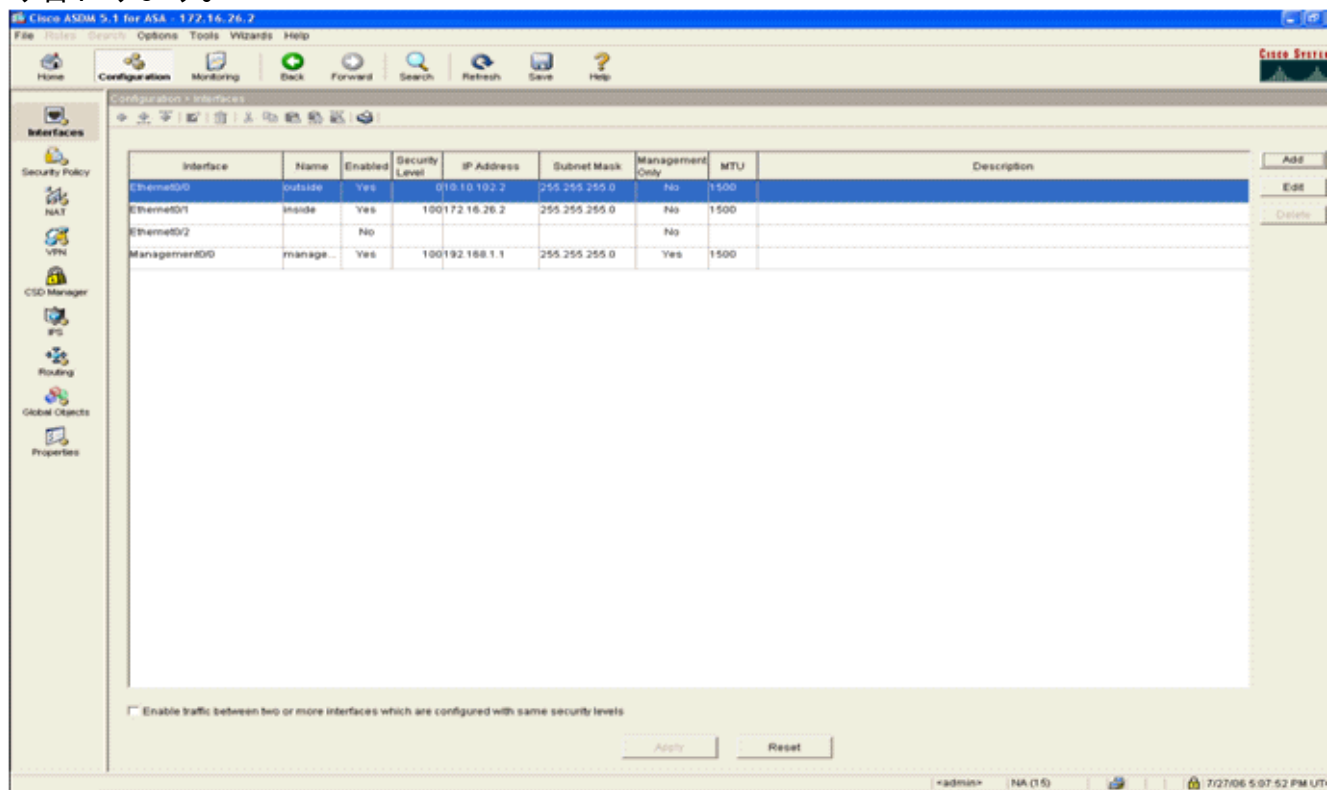 Cisco ASDM 5.1 for ASA - 172.16.26.2
File Rules Search Options Tools Wizards Help
Home Configuration Monitoring Back Forward Search Refresh Save Help
Configuration > Interfaces
Interfaces
Security Policy
NAT
VPN
CSD Manager
IPS
Routing
Global Objects
Properties
Interface Name Enabled Security Level IP Address Subnet Mask Management Only MTU Description
Ethernet0/0 outside Yes 0 10.10.102.2 255.255.255.0 No 1500
Ethernet0/1 inside Yes 100 172.16.26.2 255.255.255.0 No 1500
Ethernet0/2 No No
Management0/0 manage... Yes 100 192.168.1.1 255.255.255.0 Yes 1500
Add
Edit
Delete
Enable traffic between two or more interfaces which are configured with same security levels
Apply Reset
<admin> NA (15) 7/27/06 5:07:52 PM UT